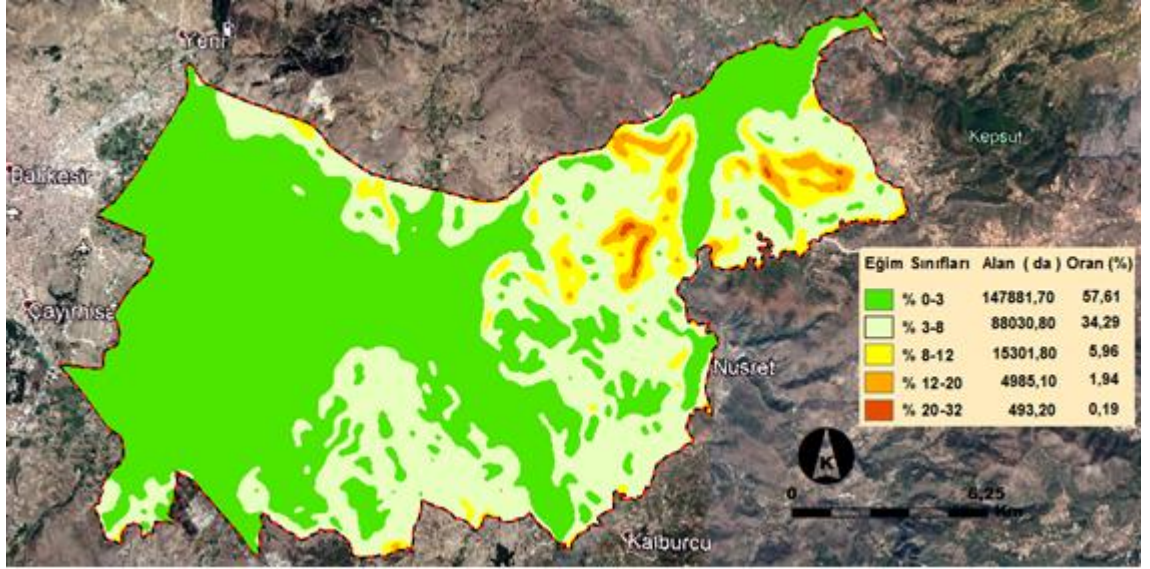 Yeni
Kepsut
Balıkesir
Eğim Sınıfları Alan ( da ) Oran (%)
% 0-3 147881,70 57,61
Çayırhisa
% 3-8 88030,80 34,29
% 8-12 15301,80 5,96
Nusret
% 12-20 4985,10 1,94
% 20-32 493,20 0,19
K
0 6,25
Km
Kalburcu